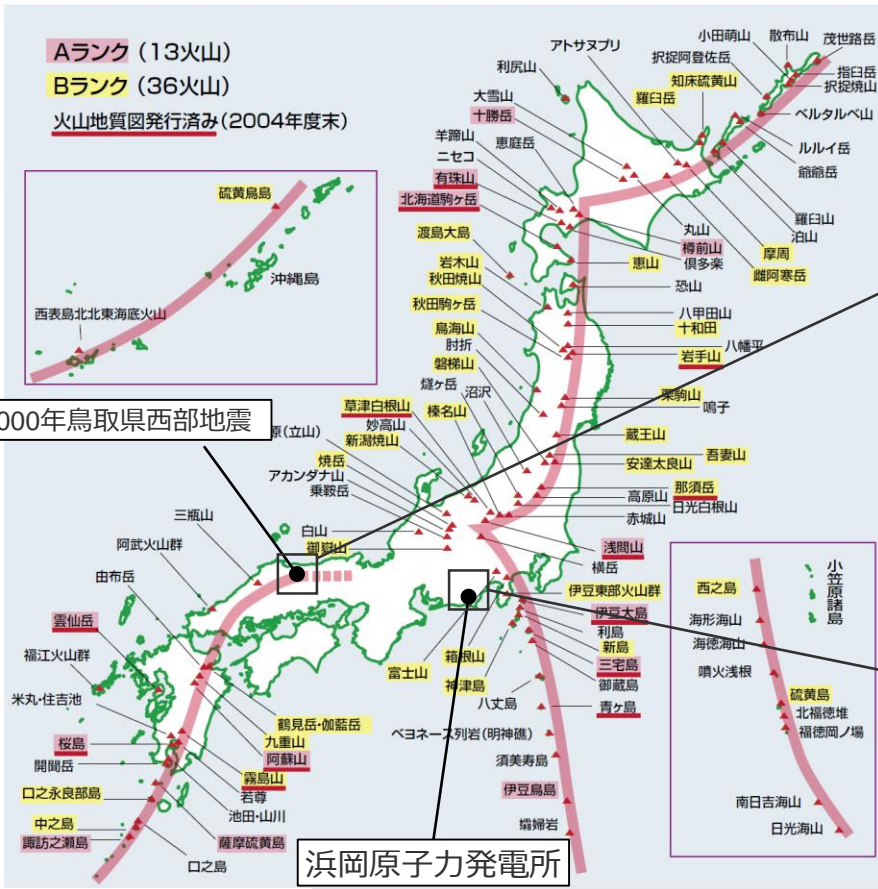 Aランク（13火山）
Bランク（36火山）
火山地質図発行済み（2004年度末）
硫黄鳥島
沖縄島
西表島北北東海底火山
アトサヌプリ
利尻山
大雪山
十勝岳
羊蹄山
恵庭岳
ニセコ
有珠山
北海道駒ヶ岳
渡島大島
岩木山
秋田焼山
秋田駒ヶ岳
鳥海山
肘折
磐梯山
燧ヶ岳
沼沢
草津白根山
榛名山
妙高山
新潟焼山
原(立山)
焼岳
アカンダナ山
乗鞍岳
白山
御嶽山
小田萌山
散布山
茂世路岳
択捉阿登佐岳
指臼岳
知床硫黄山
択捉焼山
羅臼岳
ベルタルベ山
ルルイ岳
爺爺岳
羅臼山
泊山
丸山
摩周
樽前山
倶多楽
雌阿寒岳
恵山
恐山
八甲田山
十和田
八幡平
岩手山
栗駒山
鳴子
蔵王山
吾妻山
安達太良山
那須岳
高原山
日光白根山
赤城山
浅間山
横岳
000年鳥取県西部地震
三瓶山
阿武火山群
由布岳
雲仙岳
福江火山群
米丸・住吉池
桜島
開聞岳
口之永良部島
中之島
諏訪之瀬島
口之島
薩摩硫黄島
池田・山川
若尊
霧島山
阿蘇山
九重山
鶴見岳・伽藍岳
富士山
箱根山
神津島
伊豆東部火山群
伊豆大島
利島
新島
三宅島
御蔵島
八丈島
青ヶ島
ベヨネース列岩(明神礁)
須美寿島
伊豆鳥島
孀婦岩
浜岡原子力発電所
小笠原諸島
西之島
海形海山
海徳海山
噴火浅根
硫黄島
北福徳堆
福徳岡ノ場
南日吉海山
日光海山